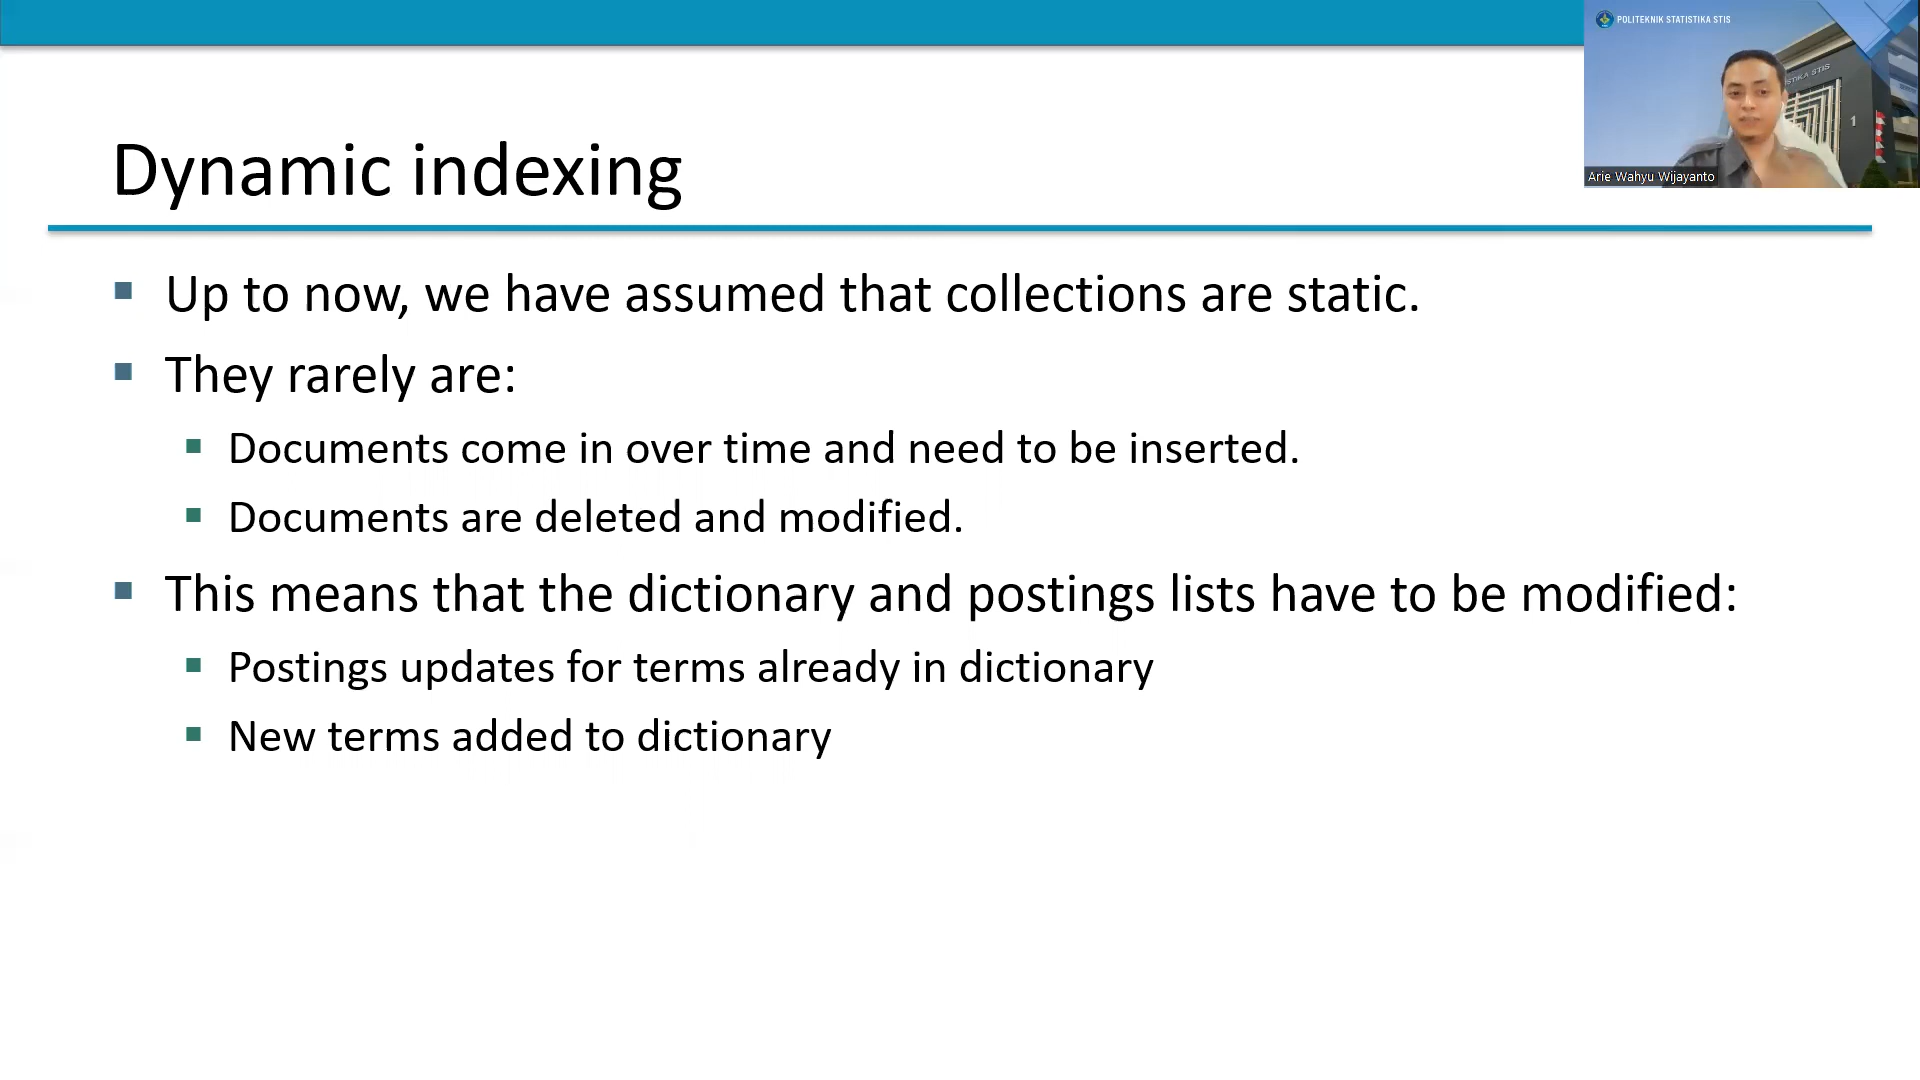 POLITEKNIK STATISTIKA STIS
STIKA STIS
1
Arie Wahyu Wijayanto
Dynamic indexing
Up to now, we have assumed that collections are static.
They rarely are:
Documents come in over time and need to be inserted.
Documents are deleted and modified.
This means that the dictionary and postings lists have to be modified:
Postings updates for terms already in dictionary
New terms added to dictionary